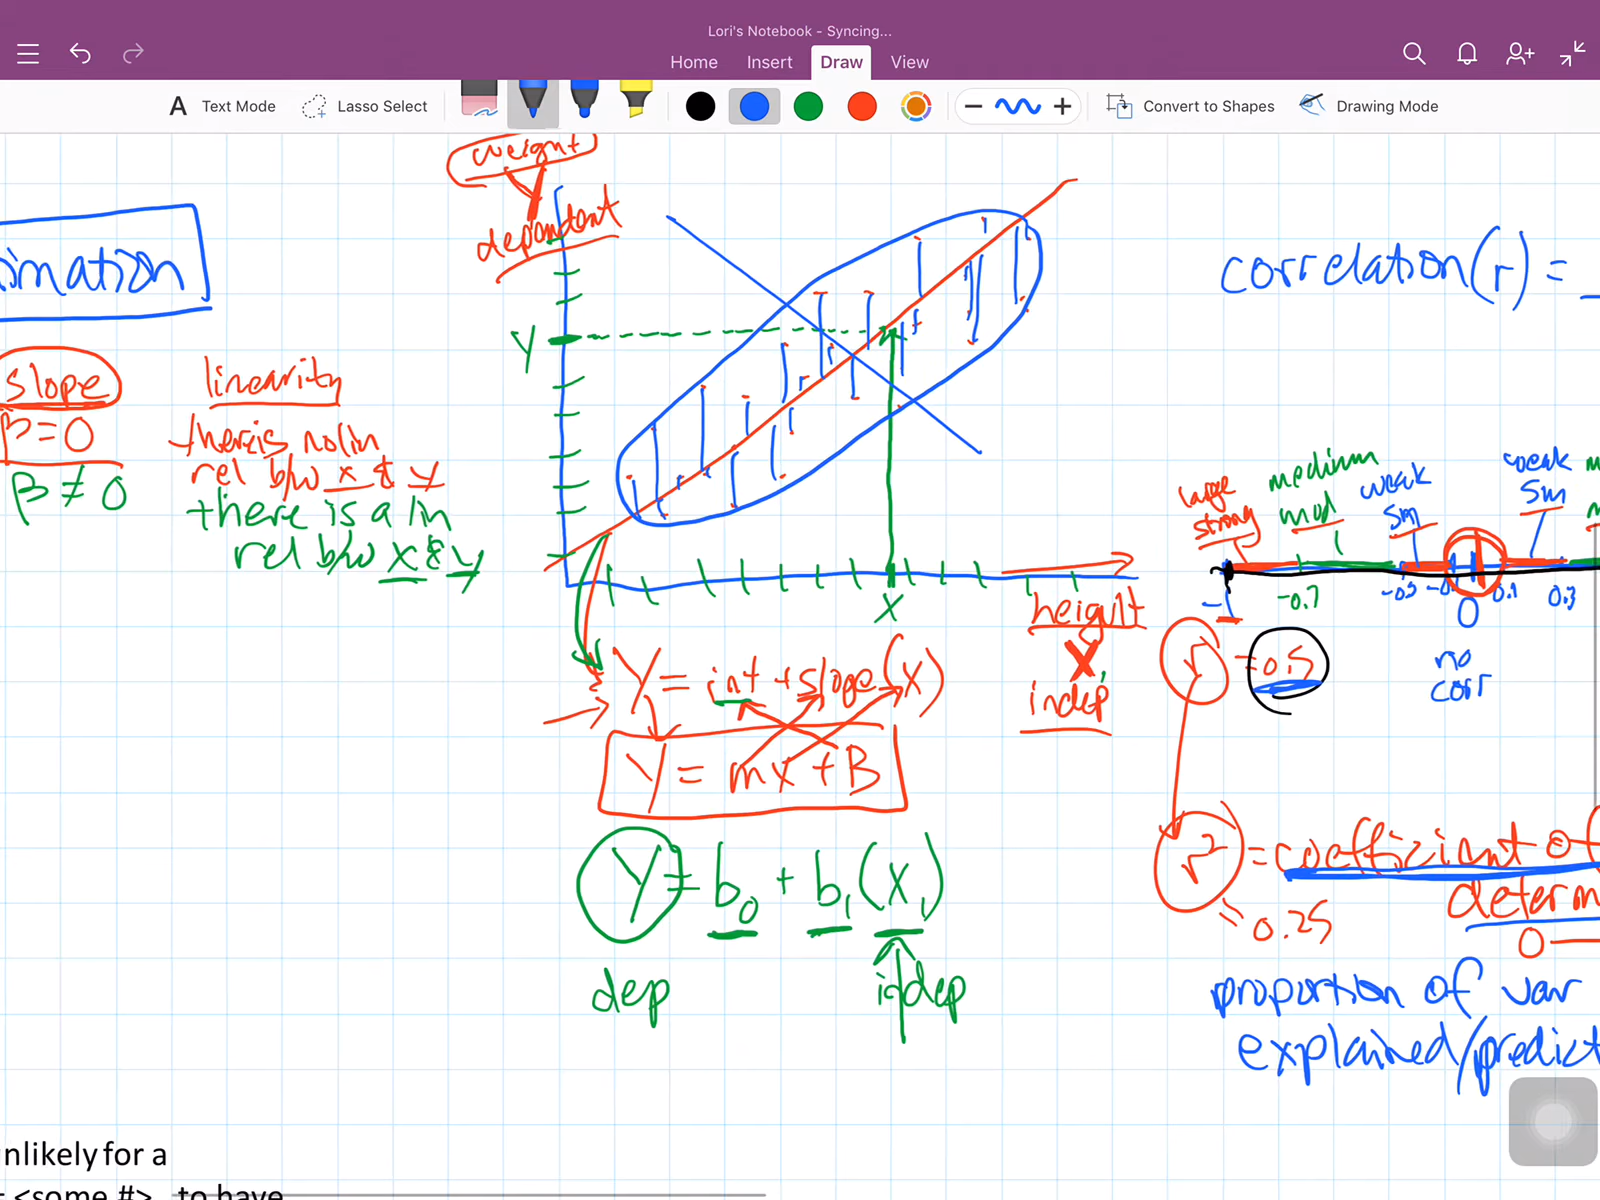 Lori's Notebook - Syncing...
Home Insert Draw View
A Text Mode Lasso Select Convert to Shapes Drawing Mode
weight
Y
dependent
imation
slope
β=0
β≠0
linearity
there is no lin
rel b/w x & y
there is a lin
rel b/w x & y
Y
X
height
X,
indep
Y = int + slope (x)
Y = mx + B
Y = b0 + b1 (x1)
dep
indep
correlation(r) =
large
strong
medium
mod
weak
sm
weak
sm
-1
-0.7
0
0.1
0.3
no
corr
r = 0.5
r² = coefficient of
determ
= 0.25
0
proportion of var
explained/predict
nlikely for a
<some #> to have